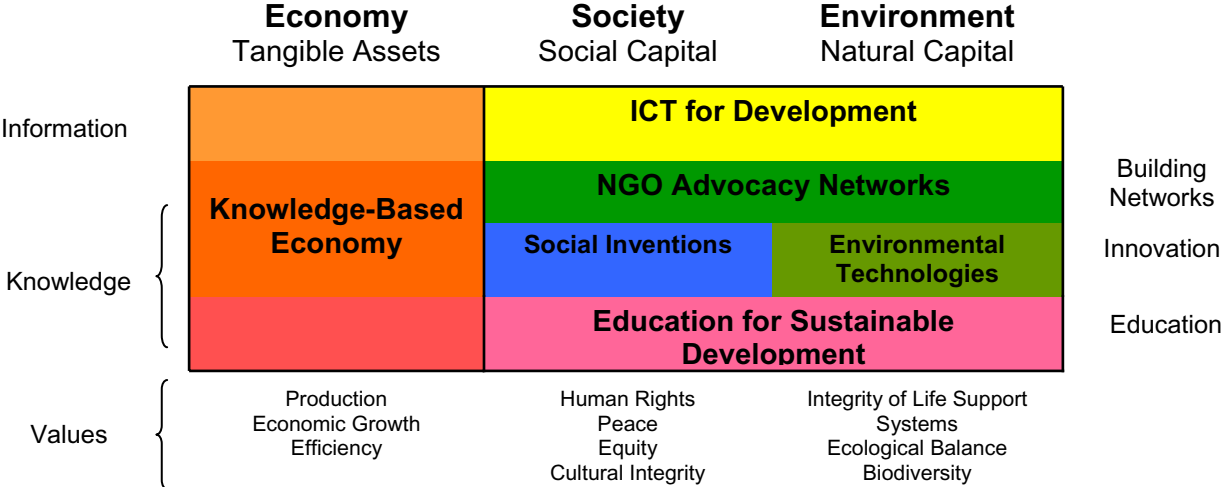 Economy
Tangible Assets
Society
Social Capital
Environment
Natural Capital
Information
ICT for Development
NGO Advocacy Networks
Building
Networks
Knowledge-Based
Economy
Knowledge
Social Inventions
Environmental
Technologies
Innovation
Education for Sustainable
Development
Education
Values
Production
Economic Growth
Efficiency
Human Rights
Peace
Equity
Cultural Integrity
Integrity of Life Support
Systems
Ecological Balance
Biodiversity